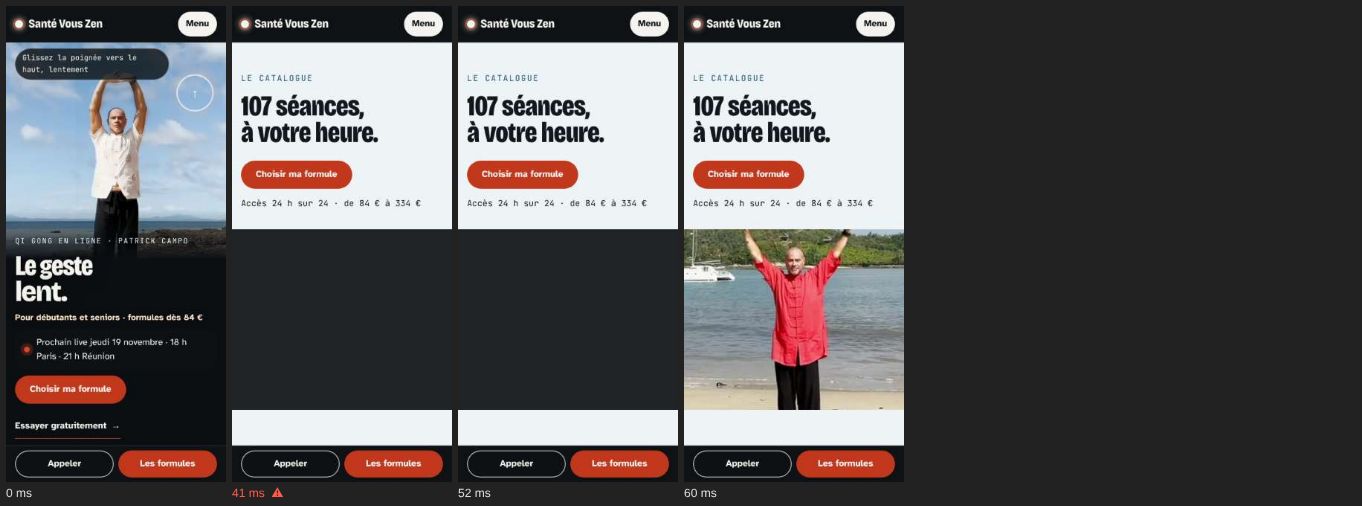 Santé Vous Zen
Menu
Glissez la poignée vers le
haut, lentement
↑
QI GONG EN LIGNE · PATRICK CAMPO
Le geste
lent.
Pour débutants et seniors · formules dès 84 €
Prochain live jeudi 19 novembre · 18 h
Paris · 21 h Réunion
Choisir ma formule
Essayer gratuitement →
Appeler
Les formules
0 ms
Santé Vous Zen
Menu
LE CATALOGUE
107 séances,
à votre heure.
Choisir ma formule
Accès 24 h sur 24 · de 84 € à 334 €
Appeler
Les formules
41 ms
Santé Vous Zen
Menu
LE CATALOGUE
107 séances,
à votre heure.
Choisir ma formule
Accès 24 h sur 24 · de 84 € à 334 €
Appeler
Les formules
52 ms
Santé Vous Zen
Menu
LE CATALOGUE
107 séances,
à votre heure.
Choisir ma formule
Accès 24 h sur 24 · de 84 € à 334 €
Appeler
Les formules
60 ms